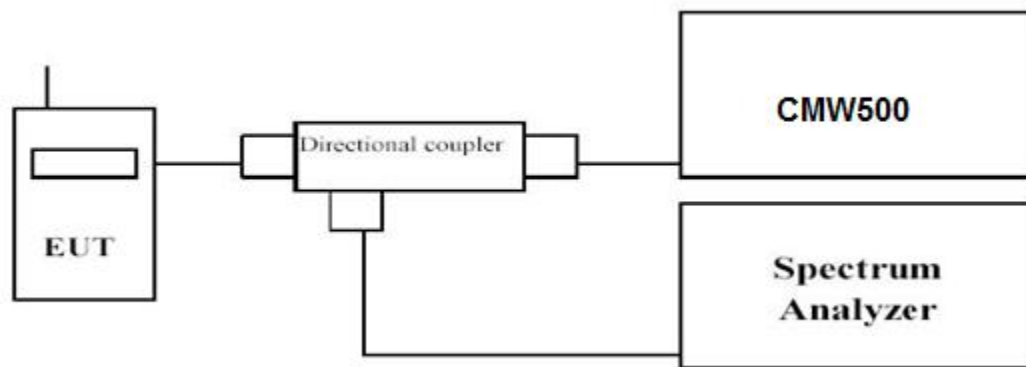 EUT
Directional coupler
CMW500
Spectrum
Analyzer